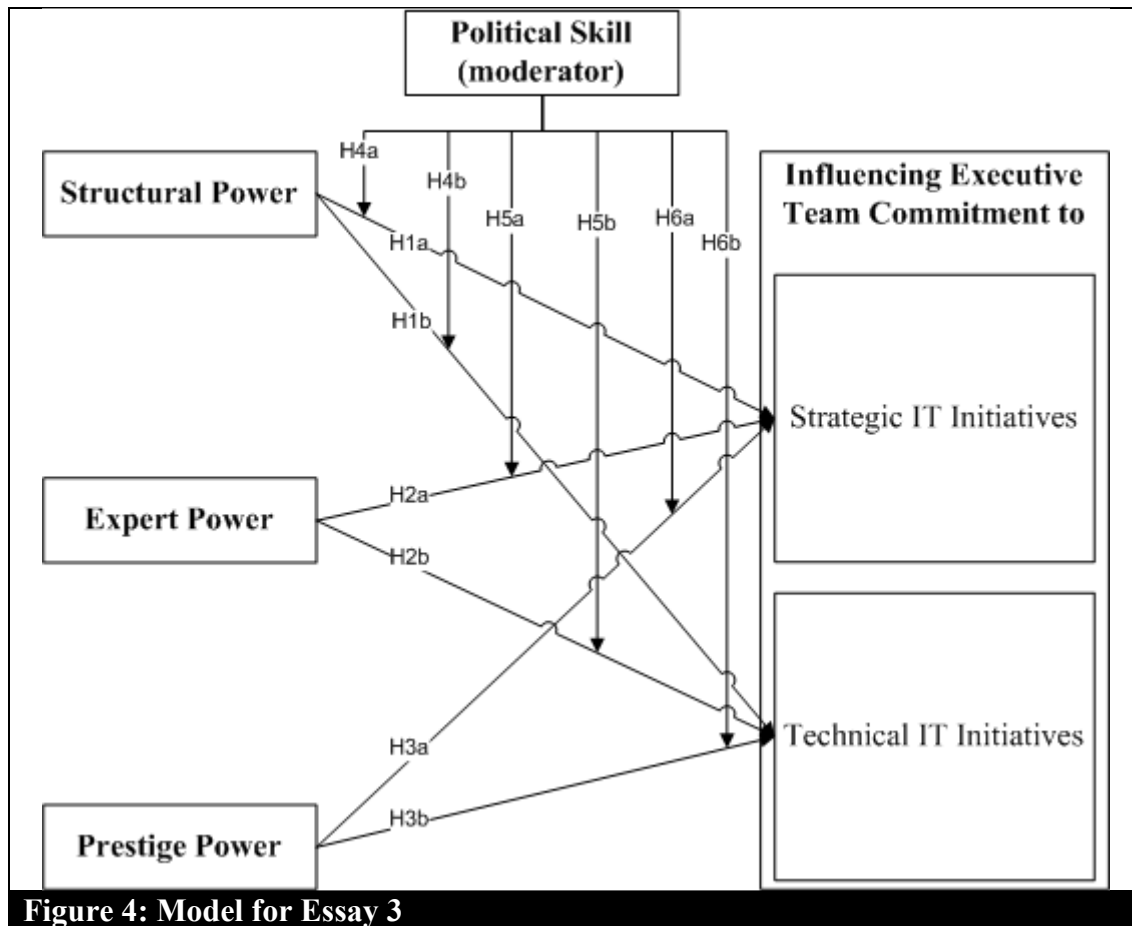 Political Skill
(moderator)
H4a
H4b
H5a
H5b
H6a
H6b
Structural Power
H1a
H1b
Influencing Executive
Team Commitment to
Strategic IT Initiatives
Expert Power
H2a
H2b
Technical IT Initiatives
H3a
H3b
Prestige Power
Figure 4: Model for Essay 3